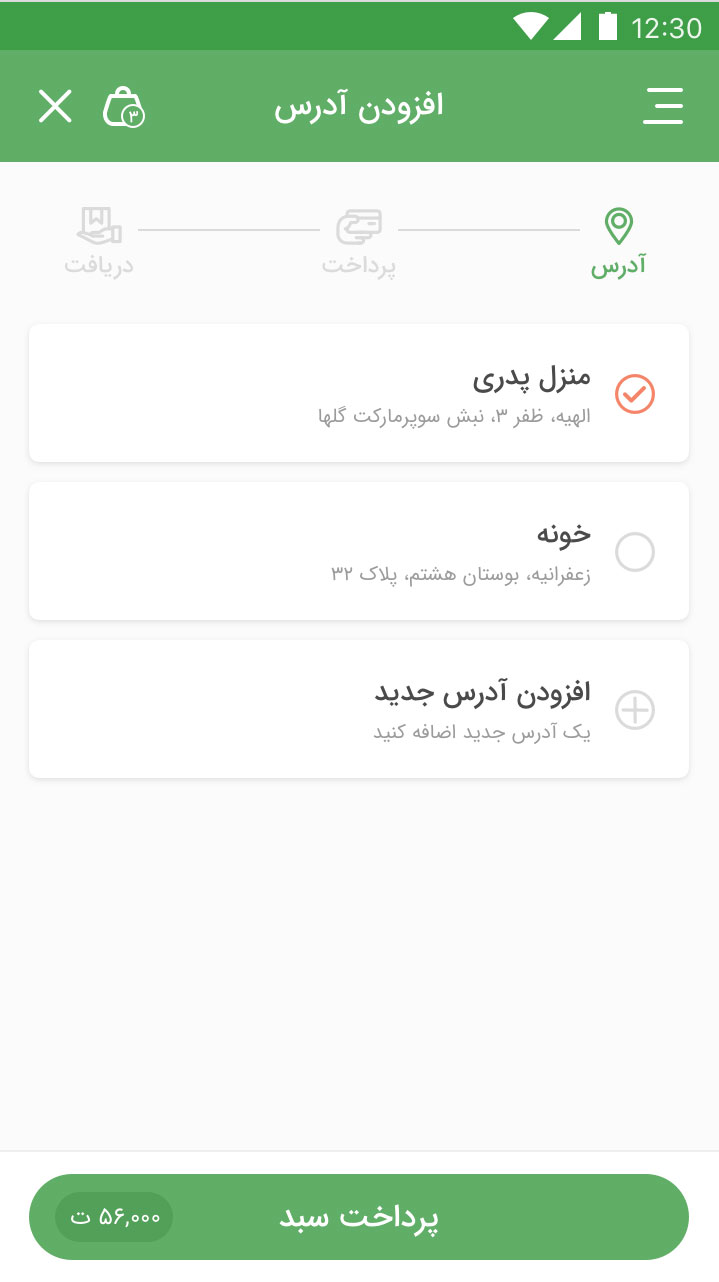 12:30
افزودن آدرس
۳
آدرس
پرداخت
دریافت
منزل پدری
الهیه، ظفر ۳، نبش سوپرمارکت گلها
خونه
زعفرانیه، بوستان هشتم، پلاک ۳۲
افزودن آدرس جدید
یک آدرس جدید اضافه کنید
پرداخت سبد
۵۶,۰۰۰ ت